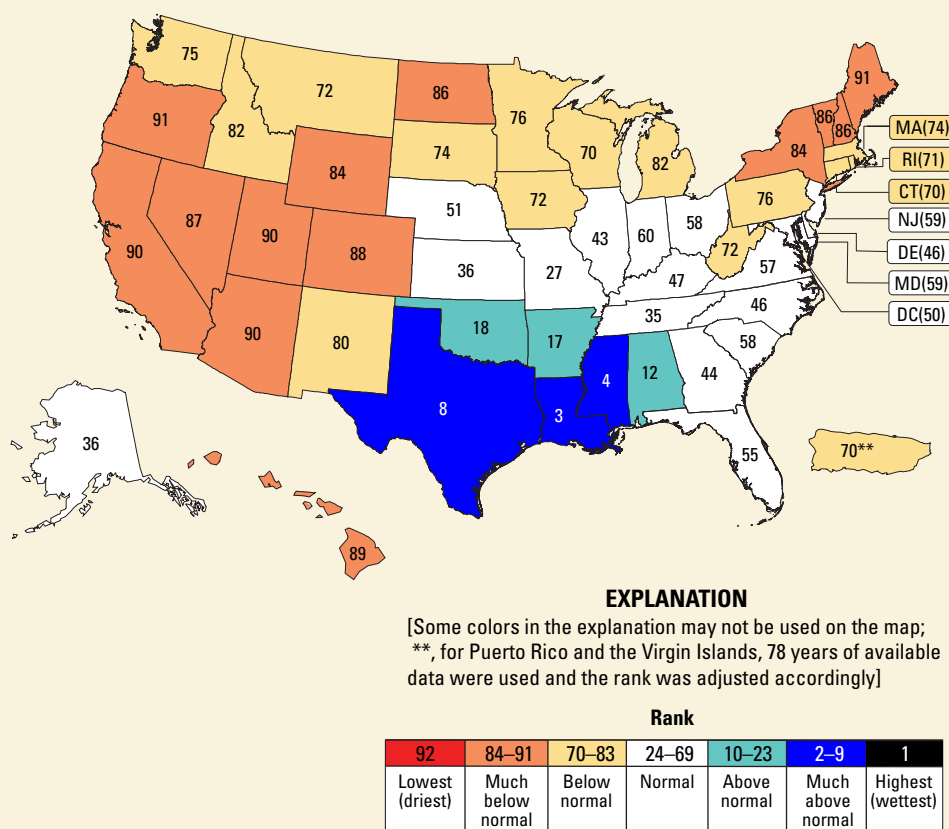 75
72
86
76
91
91
82
74
70
82
84
86
86
MA(74)
RI(71)
CT(70)
NJ(59)
DE(46)
MD(59)
DC(50)
84
72
76
51
90
87
90
88
36
27
43
60
58
72
57
47
46
35
90
80
18
17
58
44
12
4
8
3
55
36
89
70**
EXPLANATION
[Some colors in the explanation may not be used on the map;
**, for Puerto Rico and the Virgin Islands, 78 years of available
data were used and the rank was adjusted accordingly]
Rank
92 84–91 70–83 24–69 10–23 2–9 1
Lowest Much Below Normal Above Much Highest
(driest) below normal normal above (wettest)
normal normal